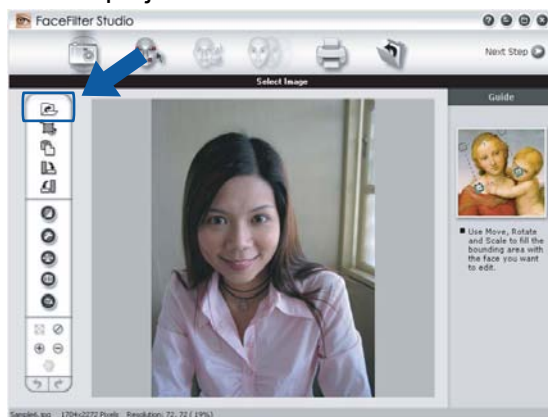 FaceFilter Studio
Next Step
Select Image
Guide
Use Move, Rotate
and Scale to fill the
bounding area with
the face you want
to edit.
Sample6.jpg 1704x2272 Pixels Resolution: 72, 72 ( 19%)